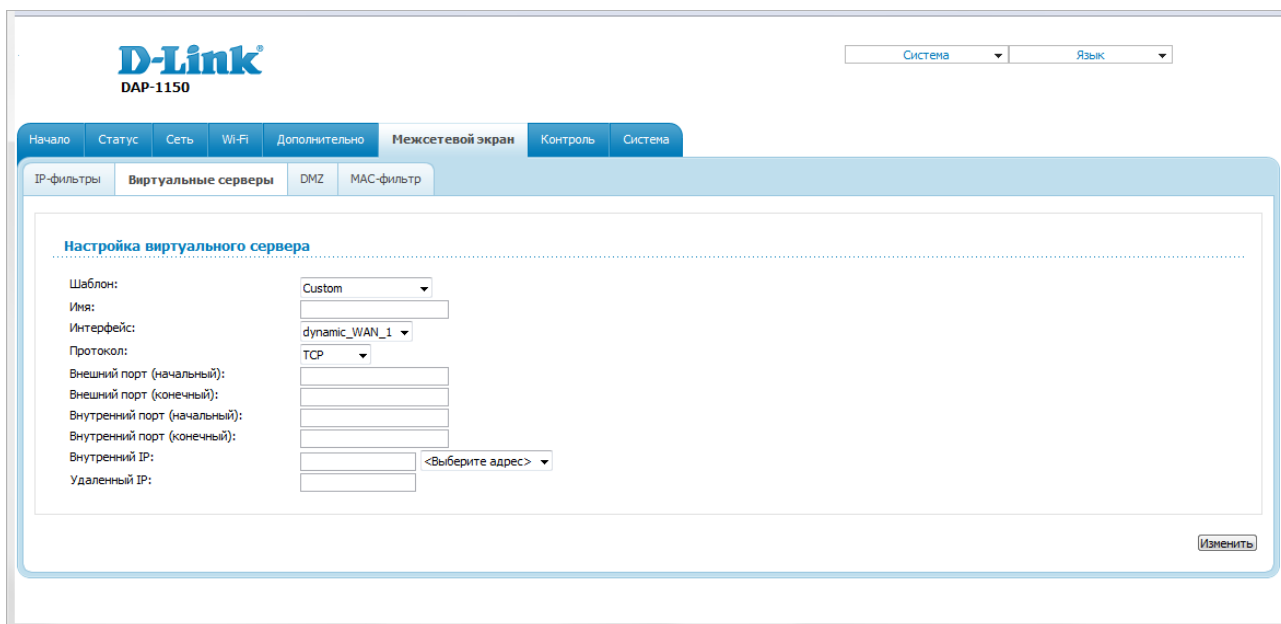 D-Link®
DAP-1150
Система Язык
Начало Статус Сеть Wi-Fi Дополнительно Межсетевой экран Контроль Система
IP-фильтры Виртуальные серверы DMZ МАС-фильтр
Настройка виртуального сервера
Шаблон: Custom
Имя:
Интерфейс: dynamic_WAN_1
Протокол: TCP
Внешний порт (начальный):
Внешний порт (конечный):
Внутренний порт (начальный):
Внутренний порт (конечный):
Внутренний IP: <Выберите адрес>
Удаленный IP:
Изменить